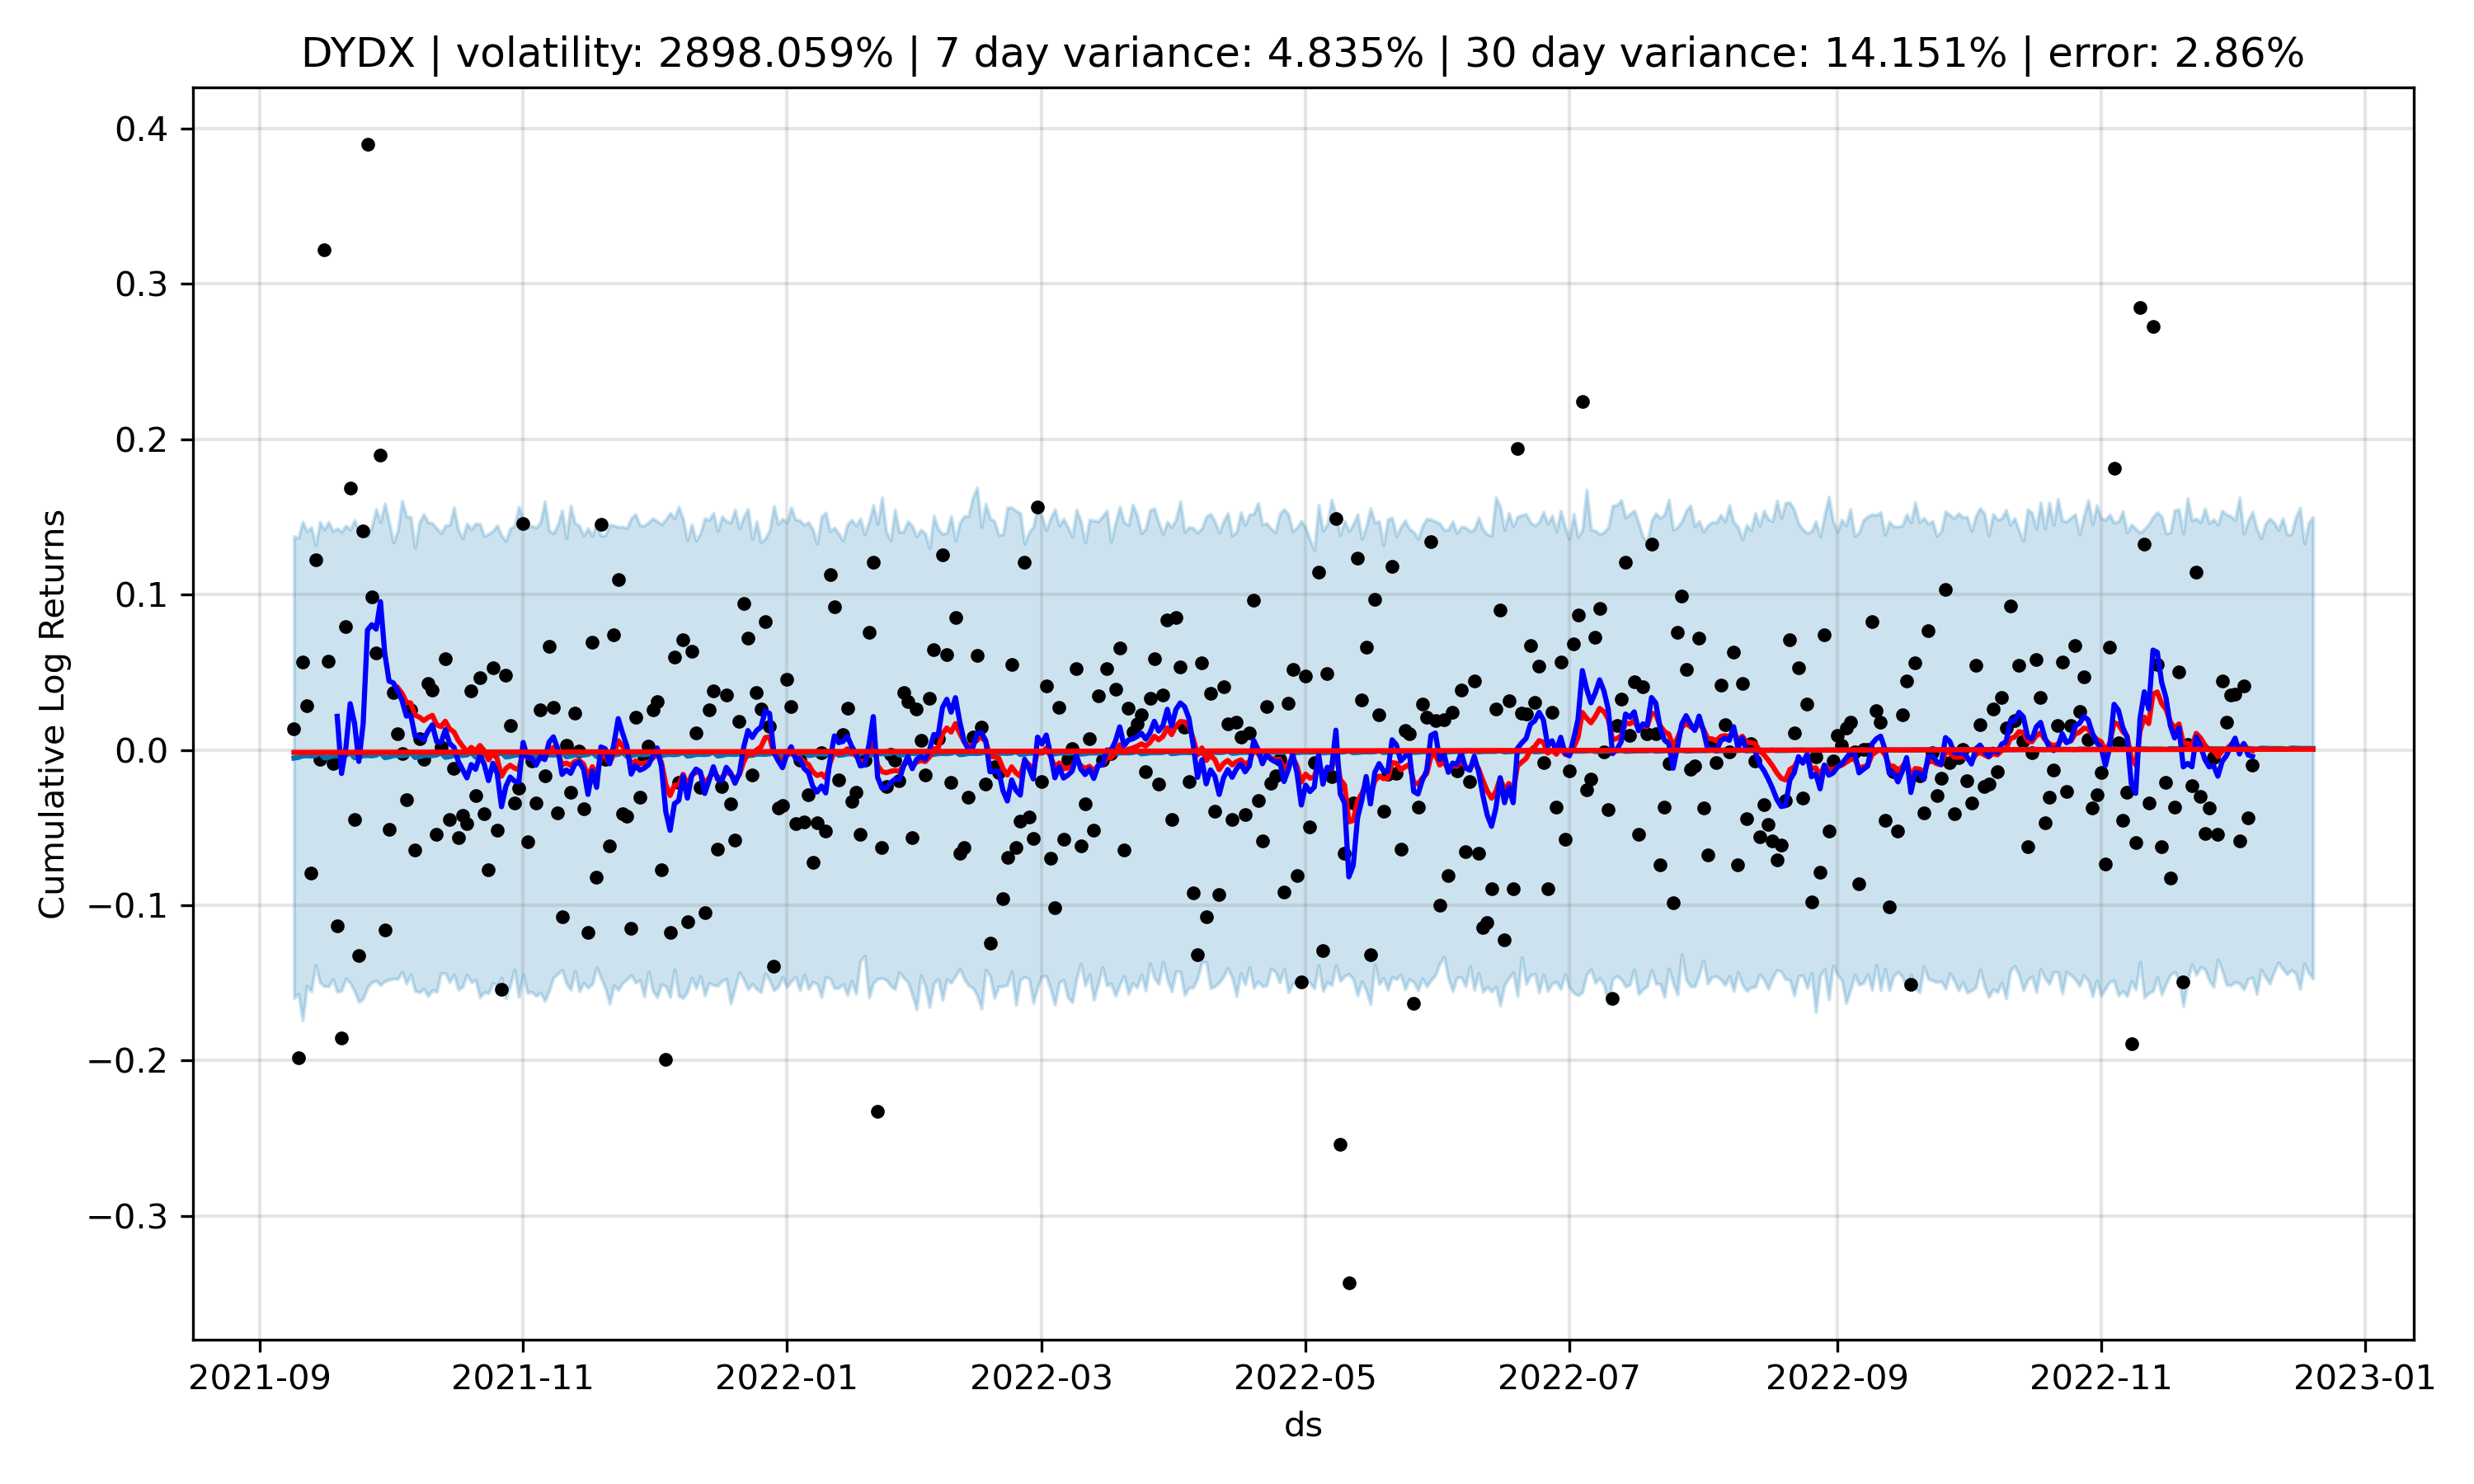 DYDX | volatility: 2898.059% | 7 day variance: 4.835% | 30 day variance: 14.151% | error: 2.86%
0.4
0.3
0.2
0.1
0.0
−0.1
−0.2
−0.3
Cumulative Log Returns
2021-09 2021-11 2022-01 2022-03 2022-05 2022-07 2022-09 2022-11 2023-01
ds